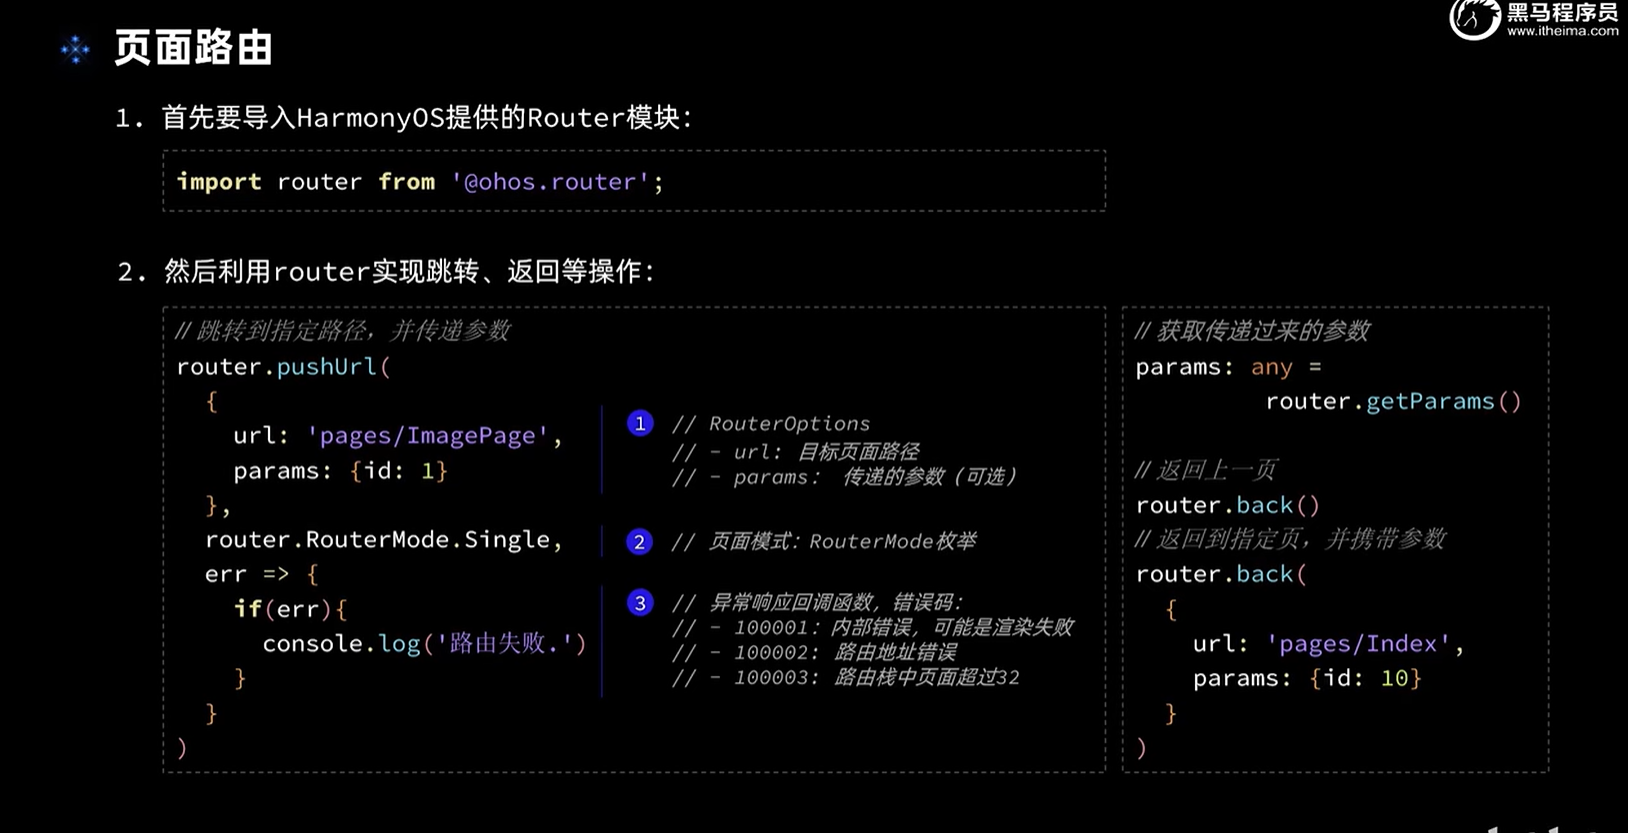 黑马程序员
www.itheima.com
页面路由
1. 首先要导入HarmonyOS提供的Router模块：
import router from '@ohos.router';
2. 然后利用router实现跳转、返回等操作：
// 跳转到指定路径，并传递参数
router.pushUrl(
{
url: 'pages/ImagePage',
params: {id: 1}
},
router.RouterMode.Single,
err => {
if(err){
console.log('路由失败.')
}
}
)
1
// RouterOptions
// - url: 目标页面路径
// - params: 传递的参数（可选）
2
// 页面模式：RouterMode枚举
3
// 异常响应回调函数，错误码：
// - 100001：内部错误，可能是渲染失败
// - 100002: 路由地址错误
// - 100003: 路由栈中页面超过32
// 获取传递过来的参数
params: any =
router.getParams()
// 返回上一页
router.back()
// 返回到指定页，并携带参数
router.back(
{
url: 'pages/Index',
params: {id: 10}
}
)